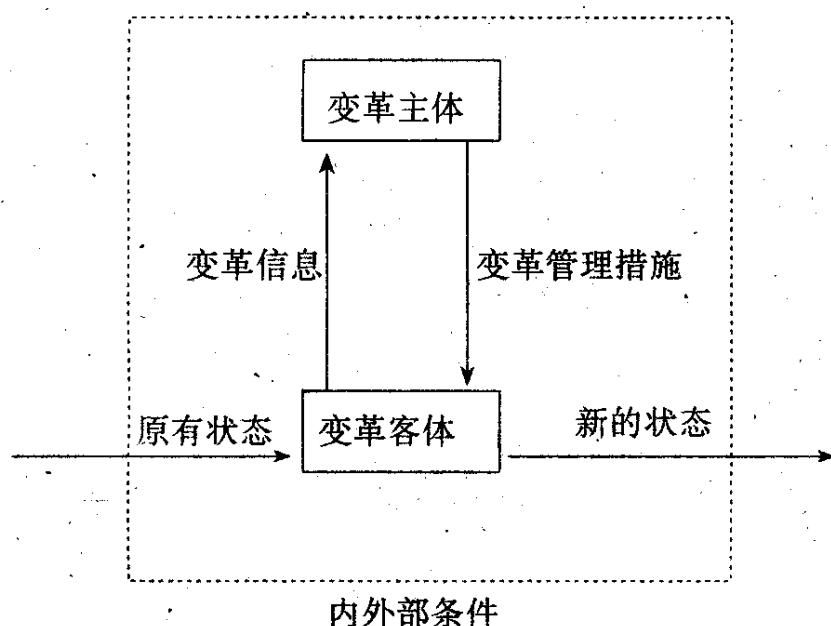 变革主体
变革信息
变革管理措施
原有状态
变革客体
新的状态
内外部条件